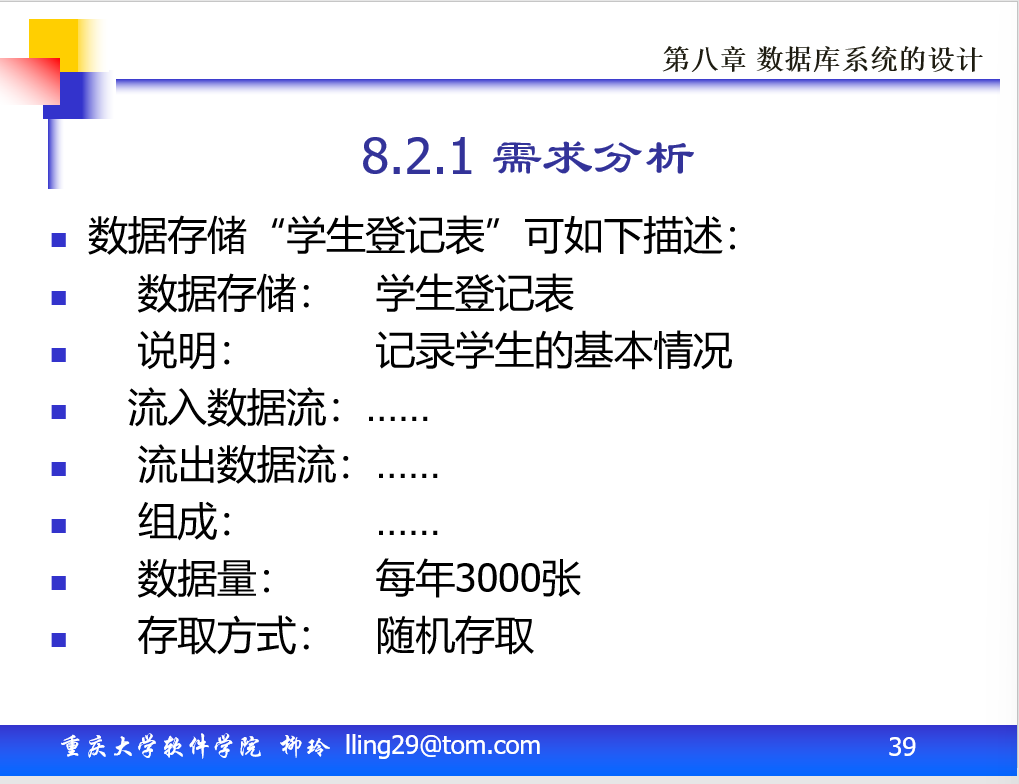 第八章 数据库系统的设计
8.2.1 需求分析
数据存储“学生登记表”可如下描述：
数据存储： 学生登记表
说明： 记录学生的基本情况
流入数据流：……
流出数据流：……
组成： ……
数据量： 每年3000张
存取方式： 随机存取
重庆大学软件学院 柳玲 lling29@tom.com 39